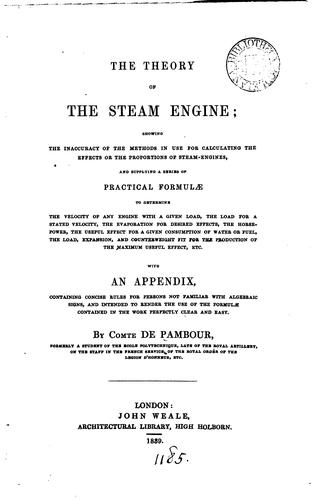 THE THEORY
OF
THE STEAM ENGINE;
SHOWING
THE INACCURACY OF THE METHODS IN USE FOR CALCULATING THE
EFFECTS OR THE PROPORTIONS OF STEAM-ENGINES,
AND SUPPLYING A SERIES OF
PRACTICAL FORMULÆ
TO DETERMINE
THE VELOCITY OF ANY ENGINE WITH A GIVEN LOAD, THE LOAD FOR A
STATED VELOCITY, THE EVAPORATION FOR DESIRED EFFECTS, THE HORSE-
POWER, THE USEFUL EFFECT FOR A GIVEN CONSUMPTION OF WATER OR FUEL,
THE LOAD, EXPANSION, AND COUNTERWEIGHT FIT FOR THE PRODUCTION OF
THE MAXIMUM USEFUL EFFECT, ETC.
WITH
AN APPENDIX,
CONTAINING CONCISE RULES FOR PERSONS NOT FAMILIAR WITH ALGEBRAIC
SIGNS, AND INTENDED TO RENDER THE USE OF THE FORMULÆ
CONTAINED IN THE WORK PERFECTLY CLEAR AND EASY.
BY COMTE DE PAMBOUR,
FORMERLY A STUDENT OF THE ECOLE POLYTECHNIQUE, LATE OF THE ROYAL ARTILLERY,
ON THE STAFF IN THE FRENCH SERVICE, OF THE ROYAL ORDER OF THE
LEGION D'HONNEUR, ETC.
LONDON:
JOHN WEALE,
ARCHITECTURAL LIBRARY, HIGH HOLBORN.
1839.
1185.